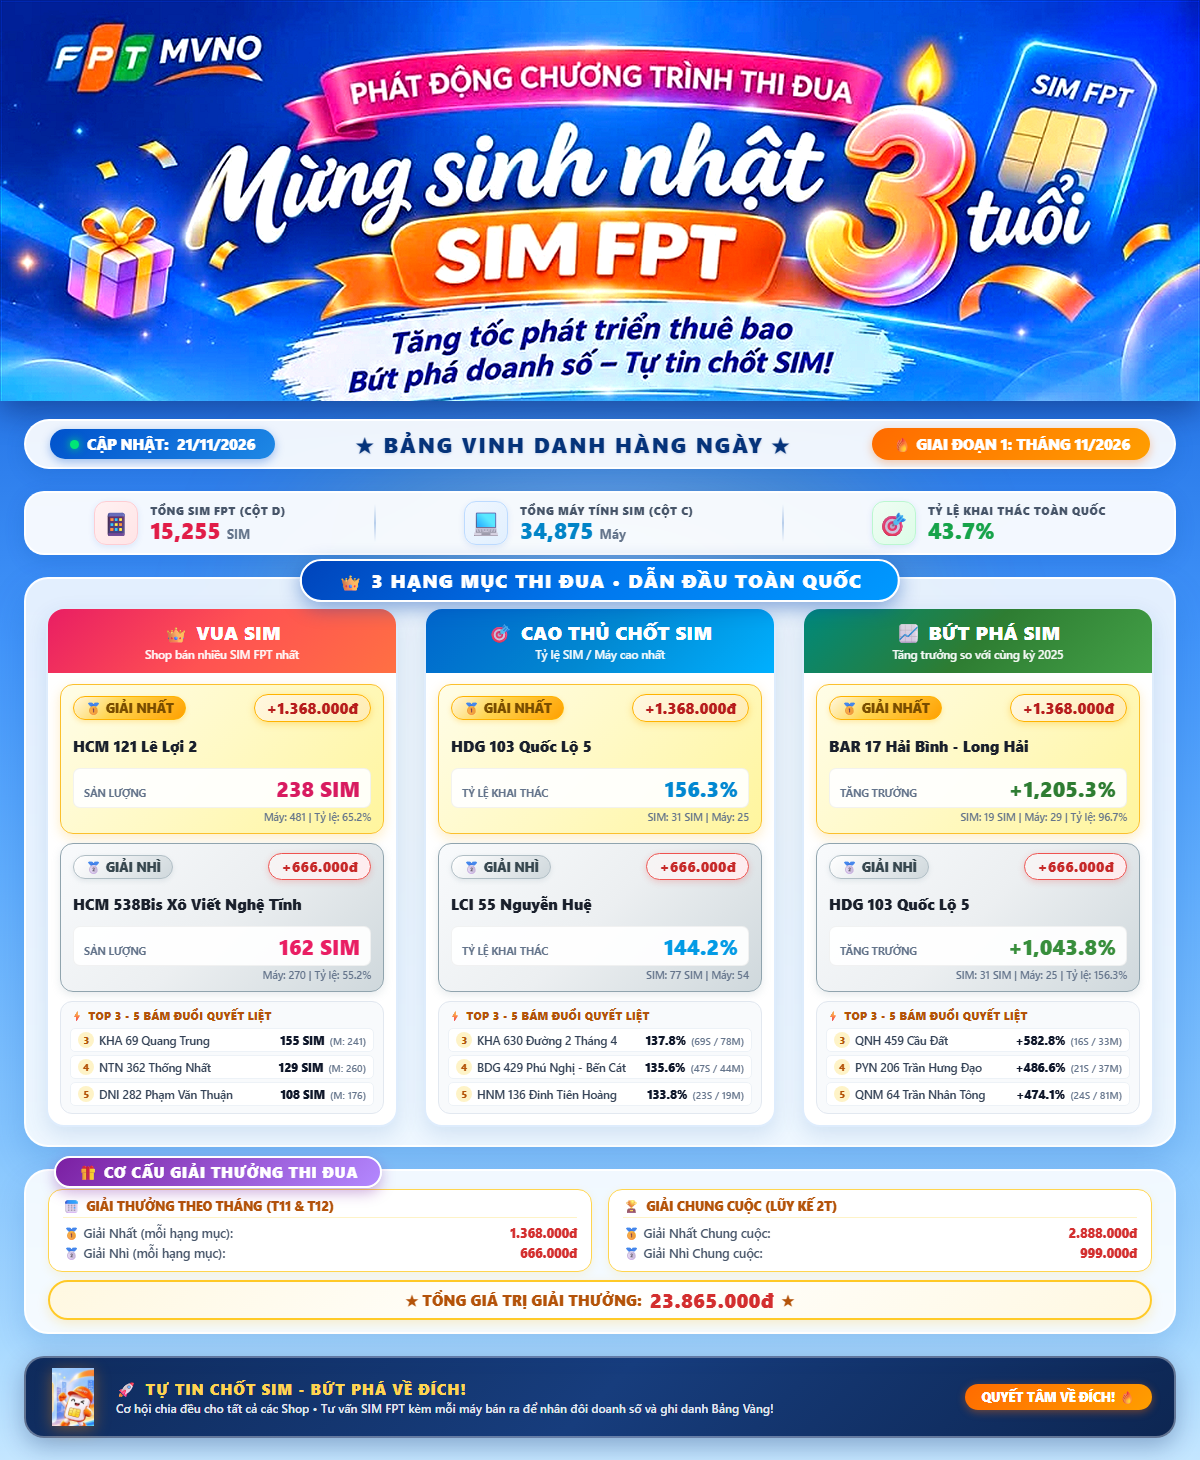 FPT MVNO
PHÁT ĐỘNG CHƯƠNG TRÌNH THI ĐUA
Mừng sinh nhật 3 tuổi
SIM FPT
SIM FPT
Tăng tốc phát triển thuê bao
Bứt phá doanh số – Tự tin chốt SIM!
CẬP NHẬT: 21/11/2026
★ BẢNG VINH DANH HÀNG NGÀY ★
GIAI ĐOẠN 1: THÁNG 11/2026
TỔNG SIM FPT (CỘT D)
15,255 SIM
TỔNG MÁY TÍNH SIM (CỘT C)
34,875 Máy
TỶ LỆ KHAI THÁC TOÀN QUỐC
43.7%
3 HẠNG MỤC THI ĐUA • DẪN ĐẦU TOÀN QUỐC
VUA SIM
Shop bán nhiều SIM FPT nhất
GIẢI NHẤT
+1.368.000đ
HCM 121 Lê Lợi 2
SẢN LƯỢNG
238 SIM
Máy: 481 | Tỷ lệ: 65.2%
GIẢI NHÌ
+666.000đ
HCM 538Bis Xô Viết Nghệ Tĩnh
SẢN LƯỢNG
162 SIM
Máy: 270 | Tỷ lệ: 55.2%
TOP 3 - 5 BÁM ĐUỔI QUYẾT LIỆT
3 KHA 69 Quang Trung 155 SIM (M: 241)
4 NTN 362 Thống Nhất 129 SIM (M: 260)
5 DNI 282 Phạm Văn Thuận 108 SIM (M: 176)
CAO THỦ CHỐT SIM
Tỷ lệ SIM / Máy cao nhất
GIẢI NHẤT
+1.368.000đ
HDG 103 Quốc Lộ 5
TỶ LỆ KHAI THÁC
156.3%
SIM: 31 SIM | Máy: 25
GIẢI NHÌ
+666.000đ
LCI 55 Nguyễn Huệ
TỶ LỆ KHAI THÁC
144.2%
SIM: 77 SIM | Máy: 54
TOP 3 - 5 BÁM ĐUỔI QUYẾT LIỆT
3 KHA 630 Đường 2 Tháng 4 137.8% (69S / 78M)
4 BDG 429 Phú Nghị - Bến Cát 135.6% (47S / 44M)
5 HNM 136 Đinh Tiên Hoàng 133.8% (23S / 19M)
BỨT PHÁ SIM
Tăng trưởng so với cùng kỳ 2025
GIẢI NHẤT
+1.368.000đ
BAR 17 Hải Bình - Long Hải
TĂNG TRƯỞNG
+1,205.3%
SIM: 19 SIM | Máy: 29 | Tỷ lệ: 96.7%
GIẢI NHÌ
+666.000đ
HDG 103 Quốc Lộ 5
TĂNG TRƯỞNG
+1,043.8%
SIM: 31 SIM | Máy: 25 | Tỷ lệ: 156.3%
TOP 3 - 5 BÁM ĐUỔI QUYẾT LIỆT
3 QNH 459 Cầu Đất +582.8% (16S / 33M)
4 PYN 206 Trần Hưng Đạo +486.6% (21S / 37M)
5 QNM 64 Trần Nhân Tông +474.1% (24S / 81M)
CƠ CẤU GIẢI THƯỞNG THI ĐUA
GIẢI THƯỞNG THEO THÁNG (T11 & T12)
Giải Nhất (mỗi hạng mục): 1.368.000đ
Giải Nhì (mỗi hạng mục): 666.000đ
GIẢI CHUNG CUỘC (LŨY KẾ 2T)
Giải Nhất Chung cuộc: 2.888.000đ
Giải Nhì Chung cuộc: 999.000đ
★ TỔNG GIÁ TRỊ GIẢI THƯỞNG: 23.865.000đ ★
TỰ TIN CHỐT SIM - BỨT PHÁ VỀ ĐÍCH!
Cơ hội chia đều cho tất cả các Shop • Tư vấn SIM FPT kèm mỗi máy bán ra để nhân đôi doanh số và ghi danh Bảng Vàng!
QUYẾT TÂM VỀ ĐÍCH!